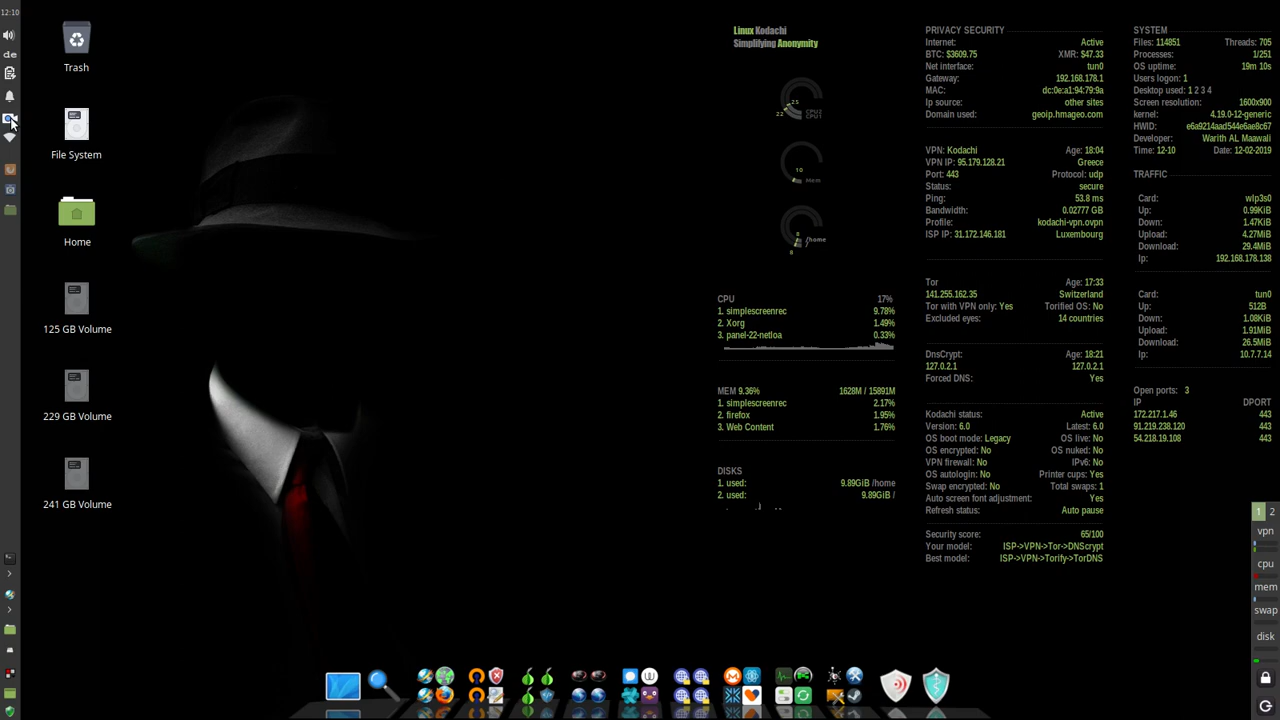 12:10
de
Trash
File System
Home
125 GB Volume
229 GB Volume
241 GB Volume
Linux Kodachi
Simplifying Anonymity
25
22
CPU2
CPU1
10
Mem
8 /home
8 /
CPU 17%
1. simplescreenrec 9.78%
2. Xorg 1.49%
3. panel-22-netloa 0.33%
MEM 9.36% 1628M / 15891M
1. simplescreenrec 2.17%
2. firefox 1.95%
3. Web Content 1.76%
DISKS
1. used: 9.89GiB /home
2. used: 9.89GiB /
PRIVACY SECURITY
Internet: Active
BTC: $3609.75 XMR: $47.33
Net interface: tun0
Gateway: 192.168.178.1
MAC: dc:0e:a1:94:79:9a
Ip source: other sites
Domain used: geoip.hmageo.com
VPN: Kodachi Age: 18:04
VPN IP: 95.179.128.21 Greece
Port: 443 Protocol: udp
Status: secure
Ping: 53.8 ms
Bandwidth: 0.02777 GB
Profile: kodachi-vpn.ovpn
ISP IP: 31.172.146.181 Luxembourg
Tor Age: 17:33
141.255.162.35 Switzerland
Tor with VPN only: Yes Torified OS: No
Excluded eyes: 14 countries
DnsCrypt: Age: 18:21
127.0.2.1 127.0.2.1
Forced DNS: Yes
Kodachi status: Active
Version: 6.0 Latest: 6.0
OS boot mode: Legacy OS live: No
OS encrypted: No OS nuked: No
VPN firewall: No IPv6: No
OS autologin: No Printer cups: Yes
Swap encrypted: No Total swaps: 1
Auto screen font adjustment: Yes
Refresh status: Auto pause
Security score: 65/100
Your model: ISP->VPN->Tor->DNScrypt
Best model: ISP->VPN->Torify->TorDNS
SYSTEM
Files: 114851 Threads: 705
Processes: 1/251
OS uptime: 19m 10s
Users logon: 1
Desktop used: 1 2 3 4
Screen resolution: 1600x900
kernel: 4.19.0-12-generic
HWID: e6a9214aad544e6ae8c67
Developer: Warith AL Maawali
Time: 12-10 Date: 12-02-2019
TRAFFIC
Card: wlp3s0
Up: 0.99KiB
Down: 1.47KiB
Upload: 4.27MiB
Download: 29.4MiB
Ip: 192.168.178.138
Card: tun0
Up: 512B
Down: 1.08KiB
Upload: 1.91MiB
Download: 26.5MiB
Ip: 10.7.7.14
Open ports: 3
IP DPORT
172.217.1.46 443
91.219.238.120 443
54.218.19.108 443
1 2
vpn
cpu
mem
swap
disk